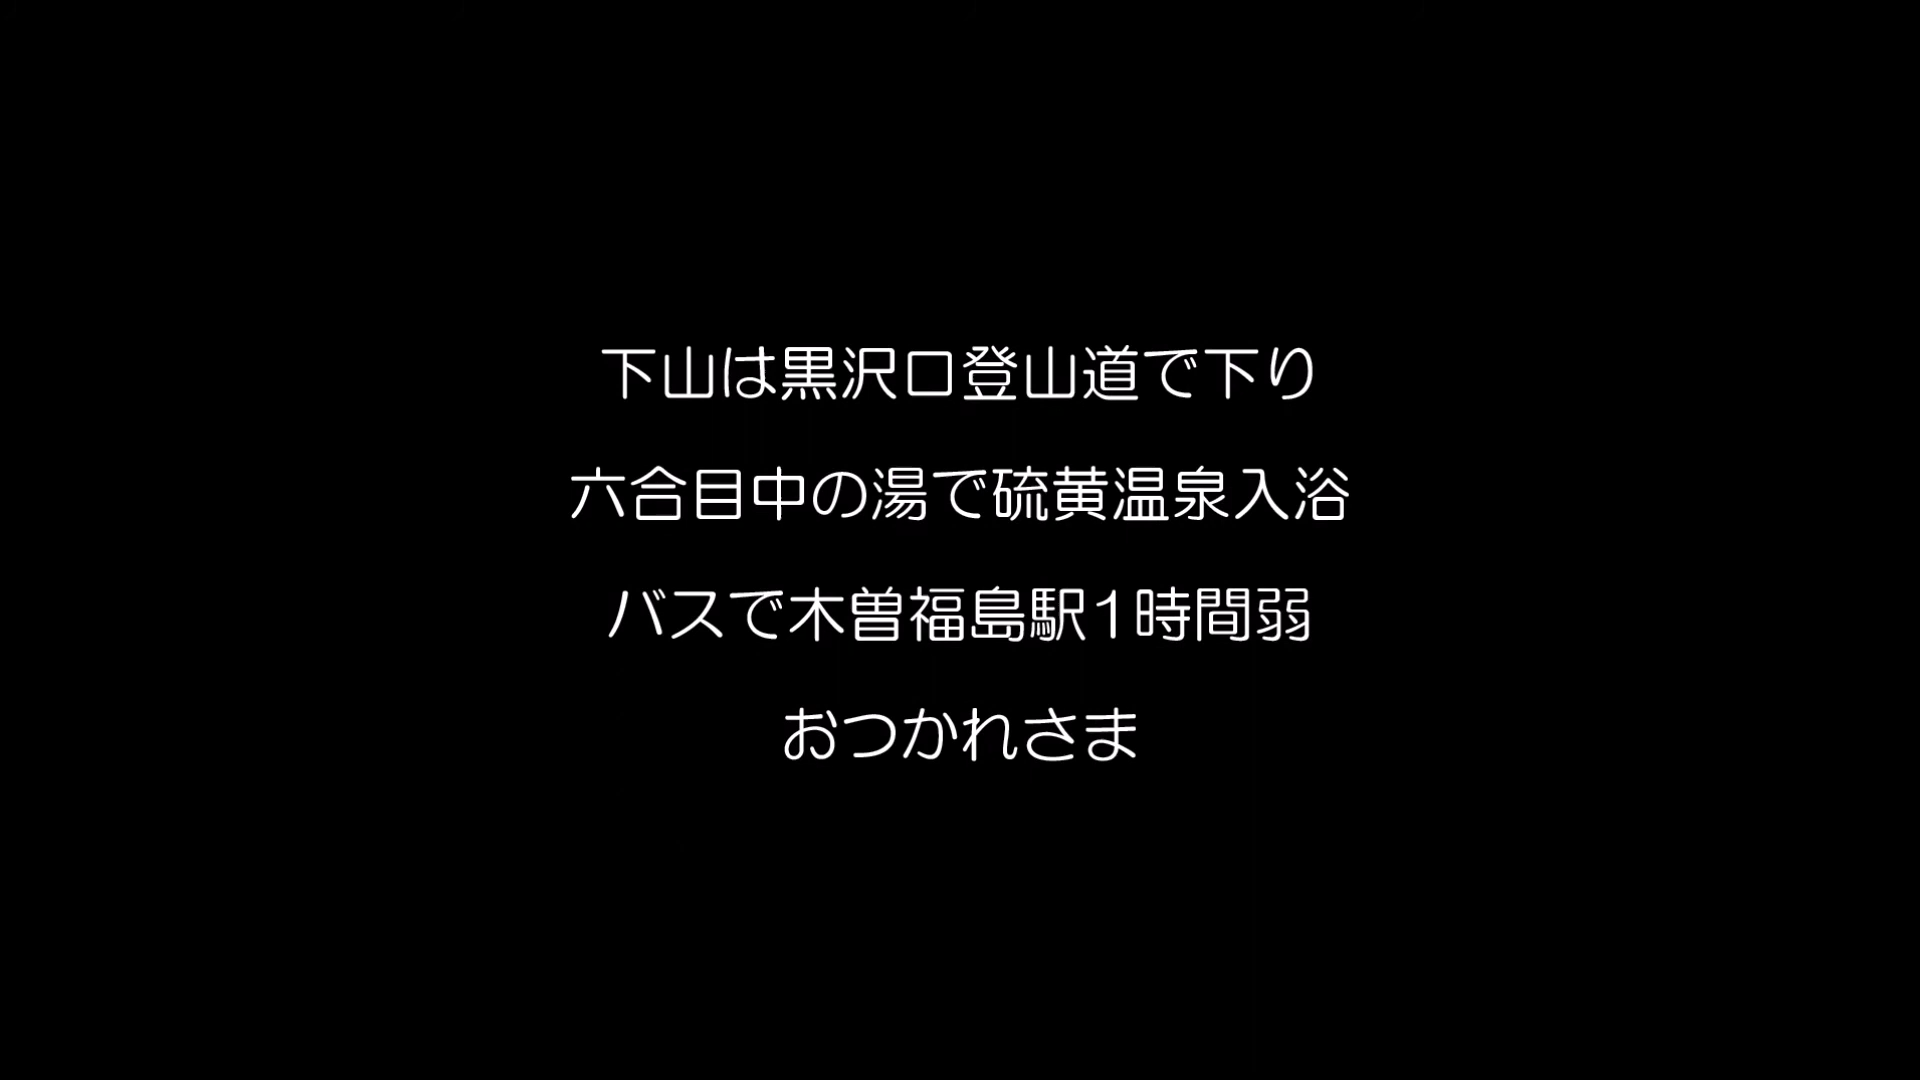 下山は黒沢口登山道で下り
六合目中の湯で硫黄温泉入浴
バスで木曽福島駅1時間弱
おつかれさま